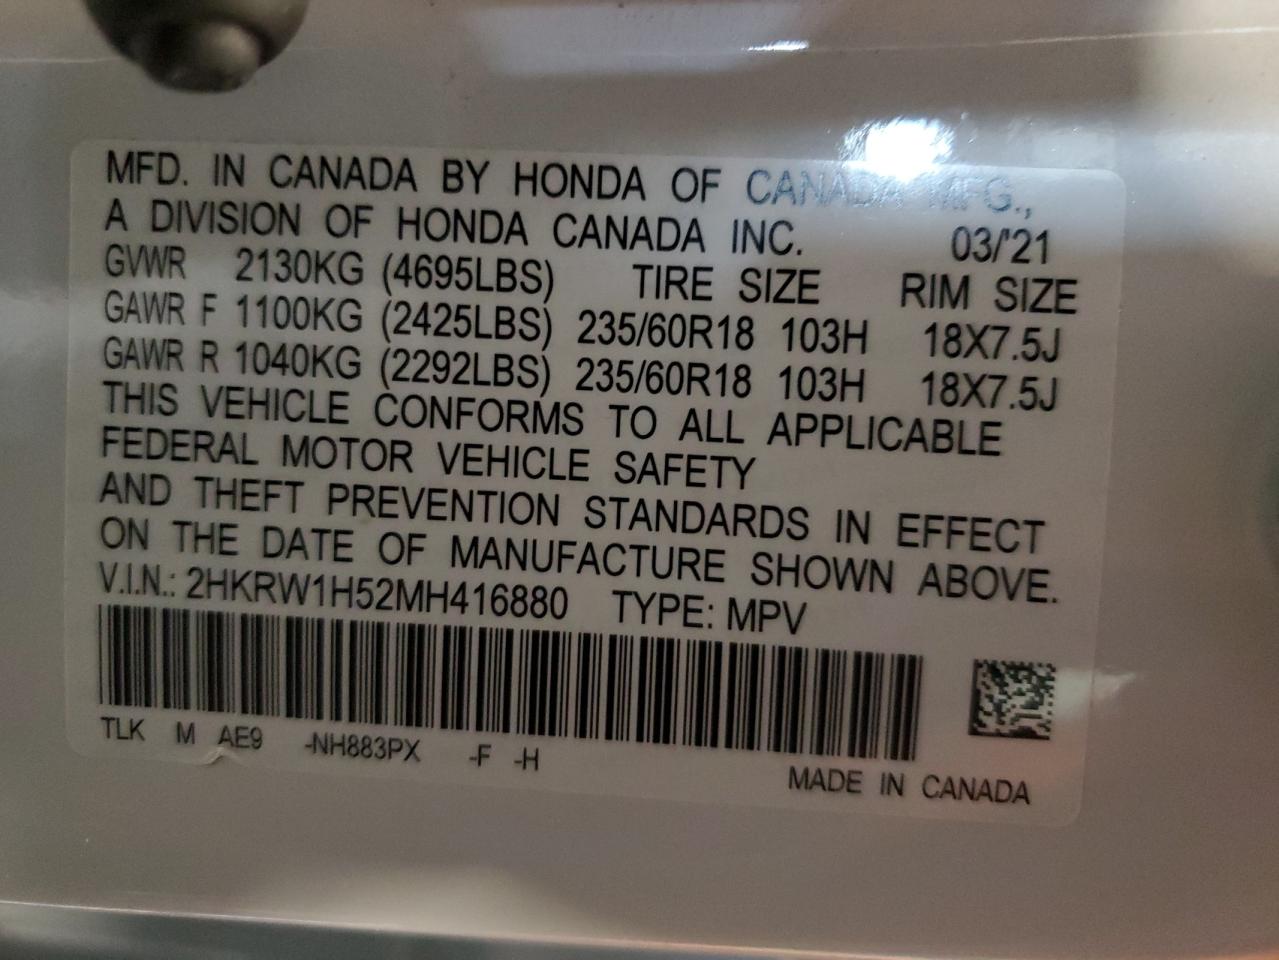 MFD. IN CANADA BY HONDA OF CANADA MFG.,
A DIVISION OF HONDA CANADA INC. 03/'21
GVWR 2130KG (4695LBS) TIRE SIZE RIM SIZE
GAWR F 1100KG (2425LBS) 235/60R18 103H 18X7.5J
GAWR R 1040KG (2292LBS) 235/60R18 103H 18X7.5J
THIS VEHICLE CONFORMS TO ALL APPLICABLE
FEDERAL MOTOR VEHICLE SAFETY
AND THEFT PREVENTION STANDARDS IN EFFECT
ON THE DATE OF MANUFACTURE SHOWN ABOVE.
V.I.N.: 2HKRW1H52MH416880 TYPE: MPV
TLK M AE9 -NH883PX -F -H
MADE IN CANADA